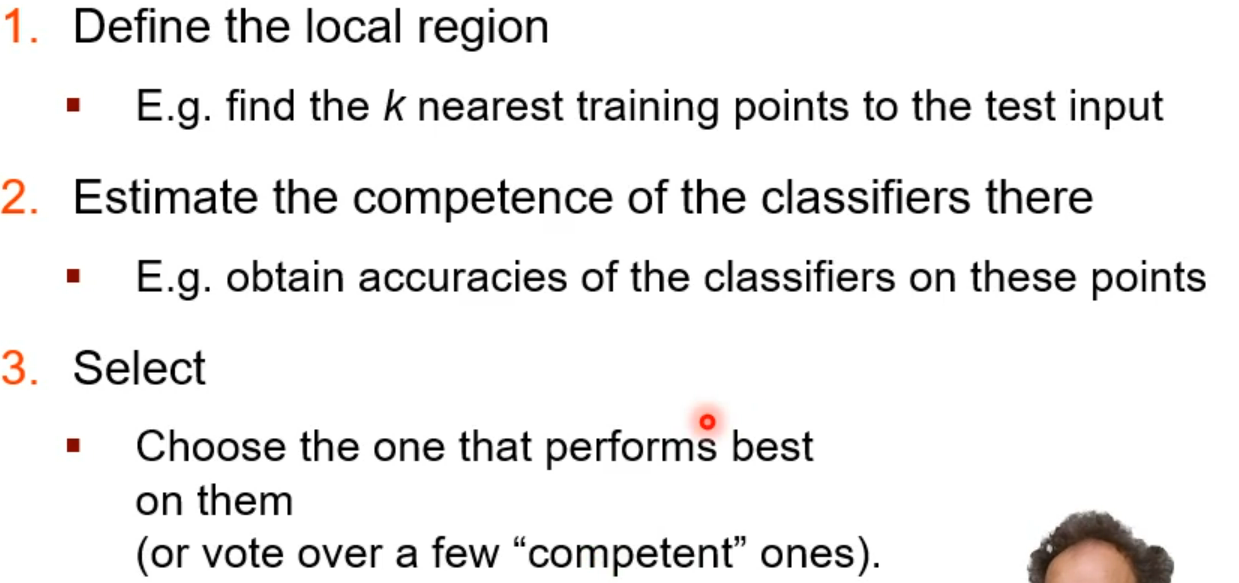 1. Define the local region
▪ E.g. find the k nearest training points to the test input
2. Estimate the competence of the classifiers there
▪ E.g. obtain accuracies of the classifiers on these points
3. Select
▪ Choose the one that performs best
on them
(or vote over a few “competent” ones).